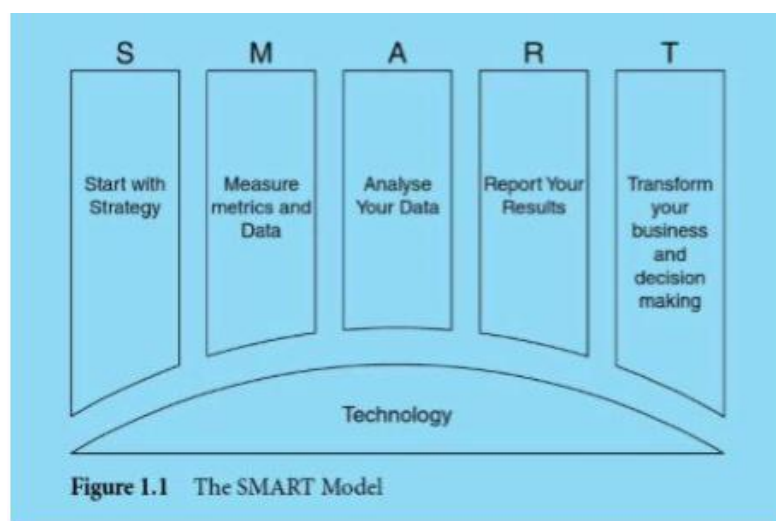 S M A R T
Start with
Strategy
Measure
metrics and
Data
Analyse
Your Data
Report Your
Results
Transform
your
business
and
decision
making
Technology
Figure 1.1 The SMART Model